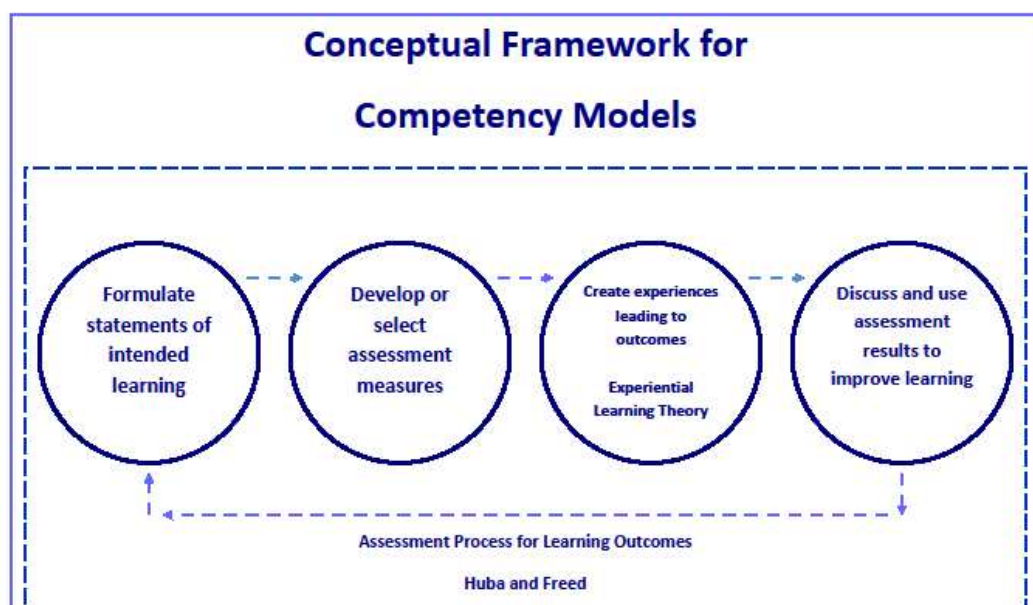 Conceptual Framework for
Competency Models
Formulate
statements of
intended
learning
Develop or
select
assessment
measures
Create experiences
leading to
outcomes
Experiential
Learning Theory
Discuss and use
assessment
results to
improve learning
Assessment Process for Learning Outcomes
Huba and Freed